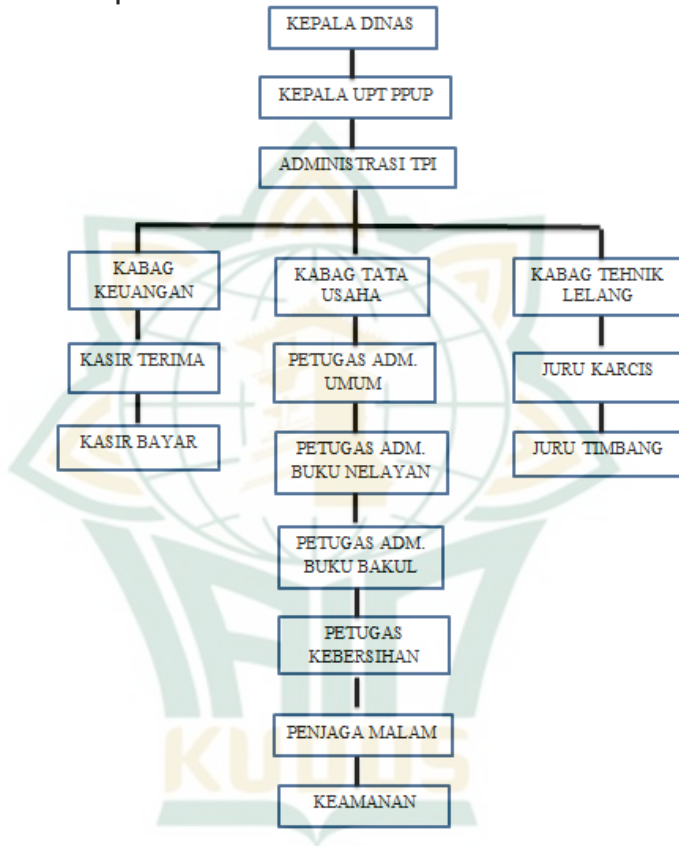 KEPALA DINAS
KEPALA UPT PPUP
ADMINISTRASI TPI
KABAG
KEUANGAN
KABAG TATA
USAHA
KABAG TEHNIK
LELANG
KASIR TERIMA
PETUGAS ADM.
UMUM
JURU KARCIS
KASIR BAYAR
PETUGAS ADM.
BUKU NELAYAN
JURU TIMBANG
PETUGAS ADM.
BUKU BAKUL
PETUGAS
KEBERSIHAN
PENJAGA MALAM
KUDUS
KEAMANAN